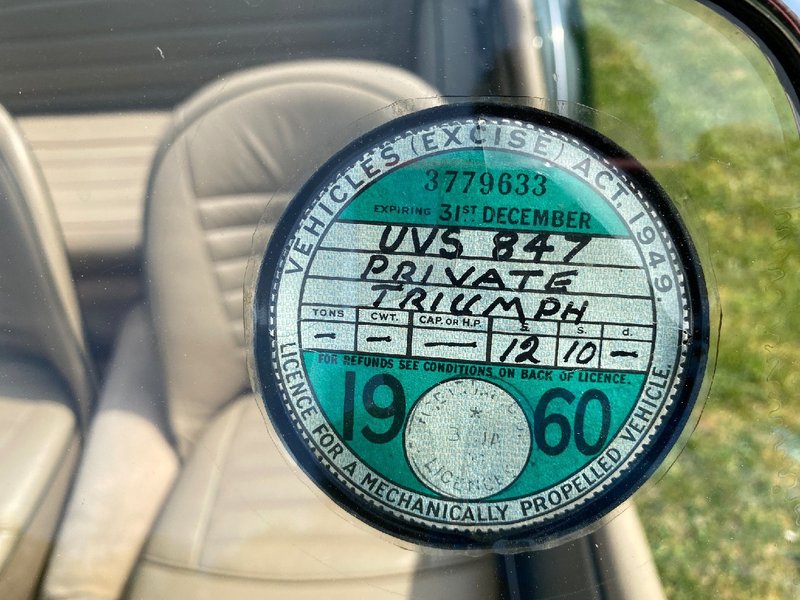 VEHICLES (EXCISE) ACT. 1949.
3779633
EXPIRING 31ST DECEMBER
UVS 847
PRIVATE
TRIUMPH
TONS CWT. CAP. OR H.P. £ s. d.
— — — 12 10 —
FOR REFUNDS SEE CONDITIONS ON BACK OF LICENCE.
19 60
LICENCE FOR A MECHANICALLY PROPELLED VEHICLE.